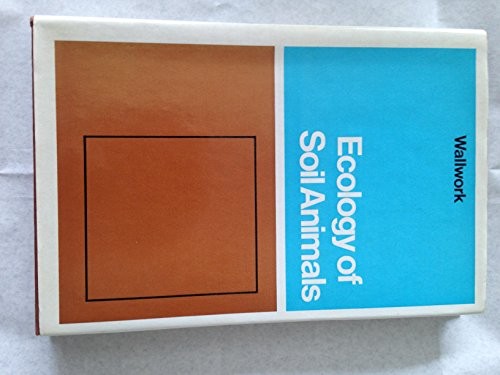 Wallwork
Ecology of
Soil Animals